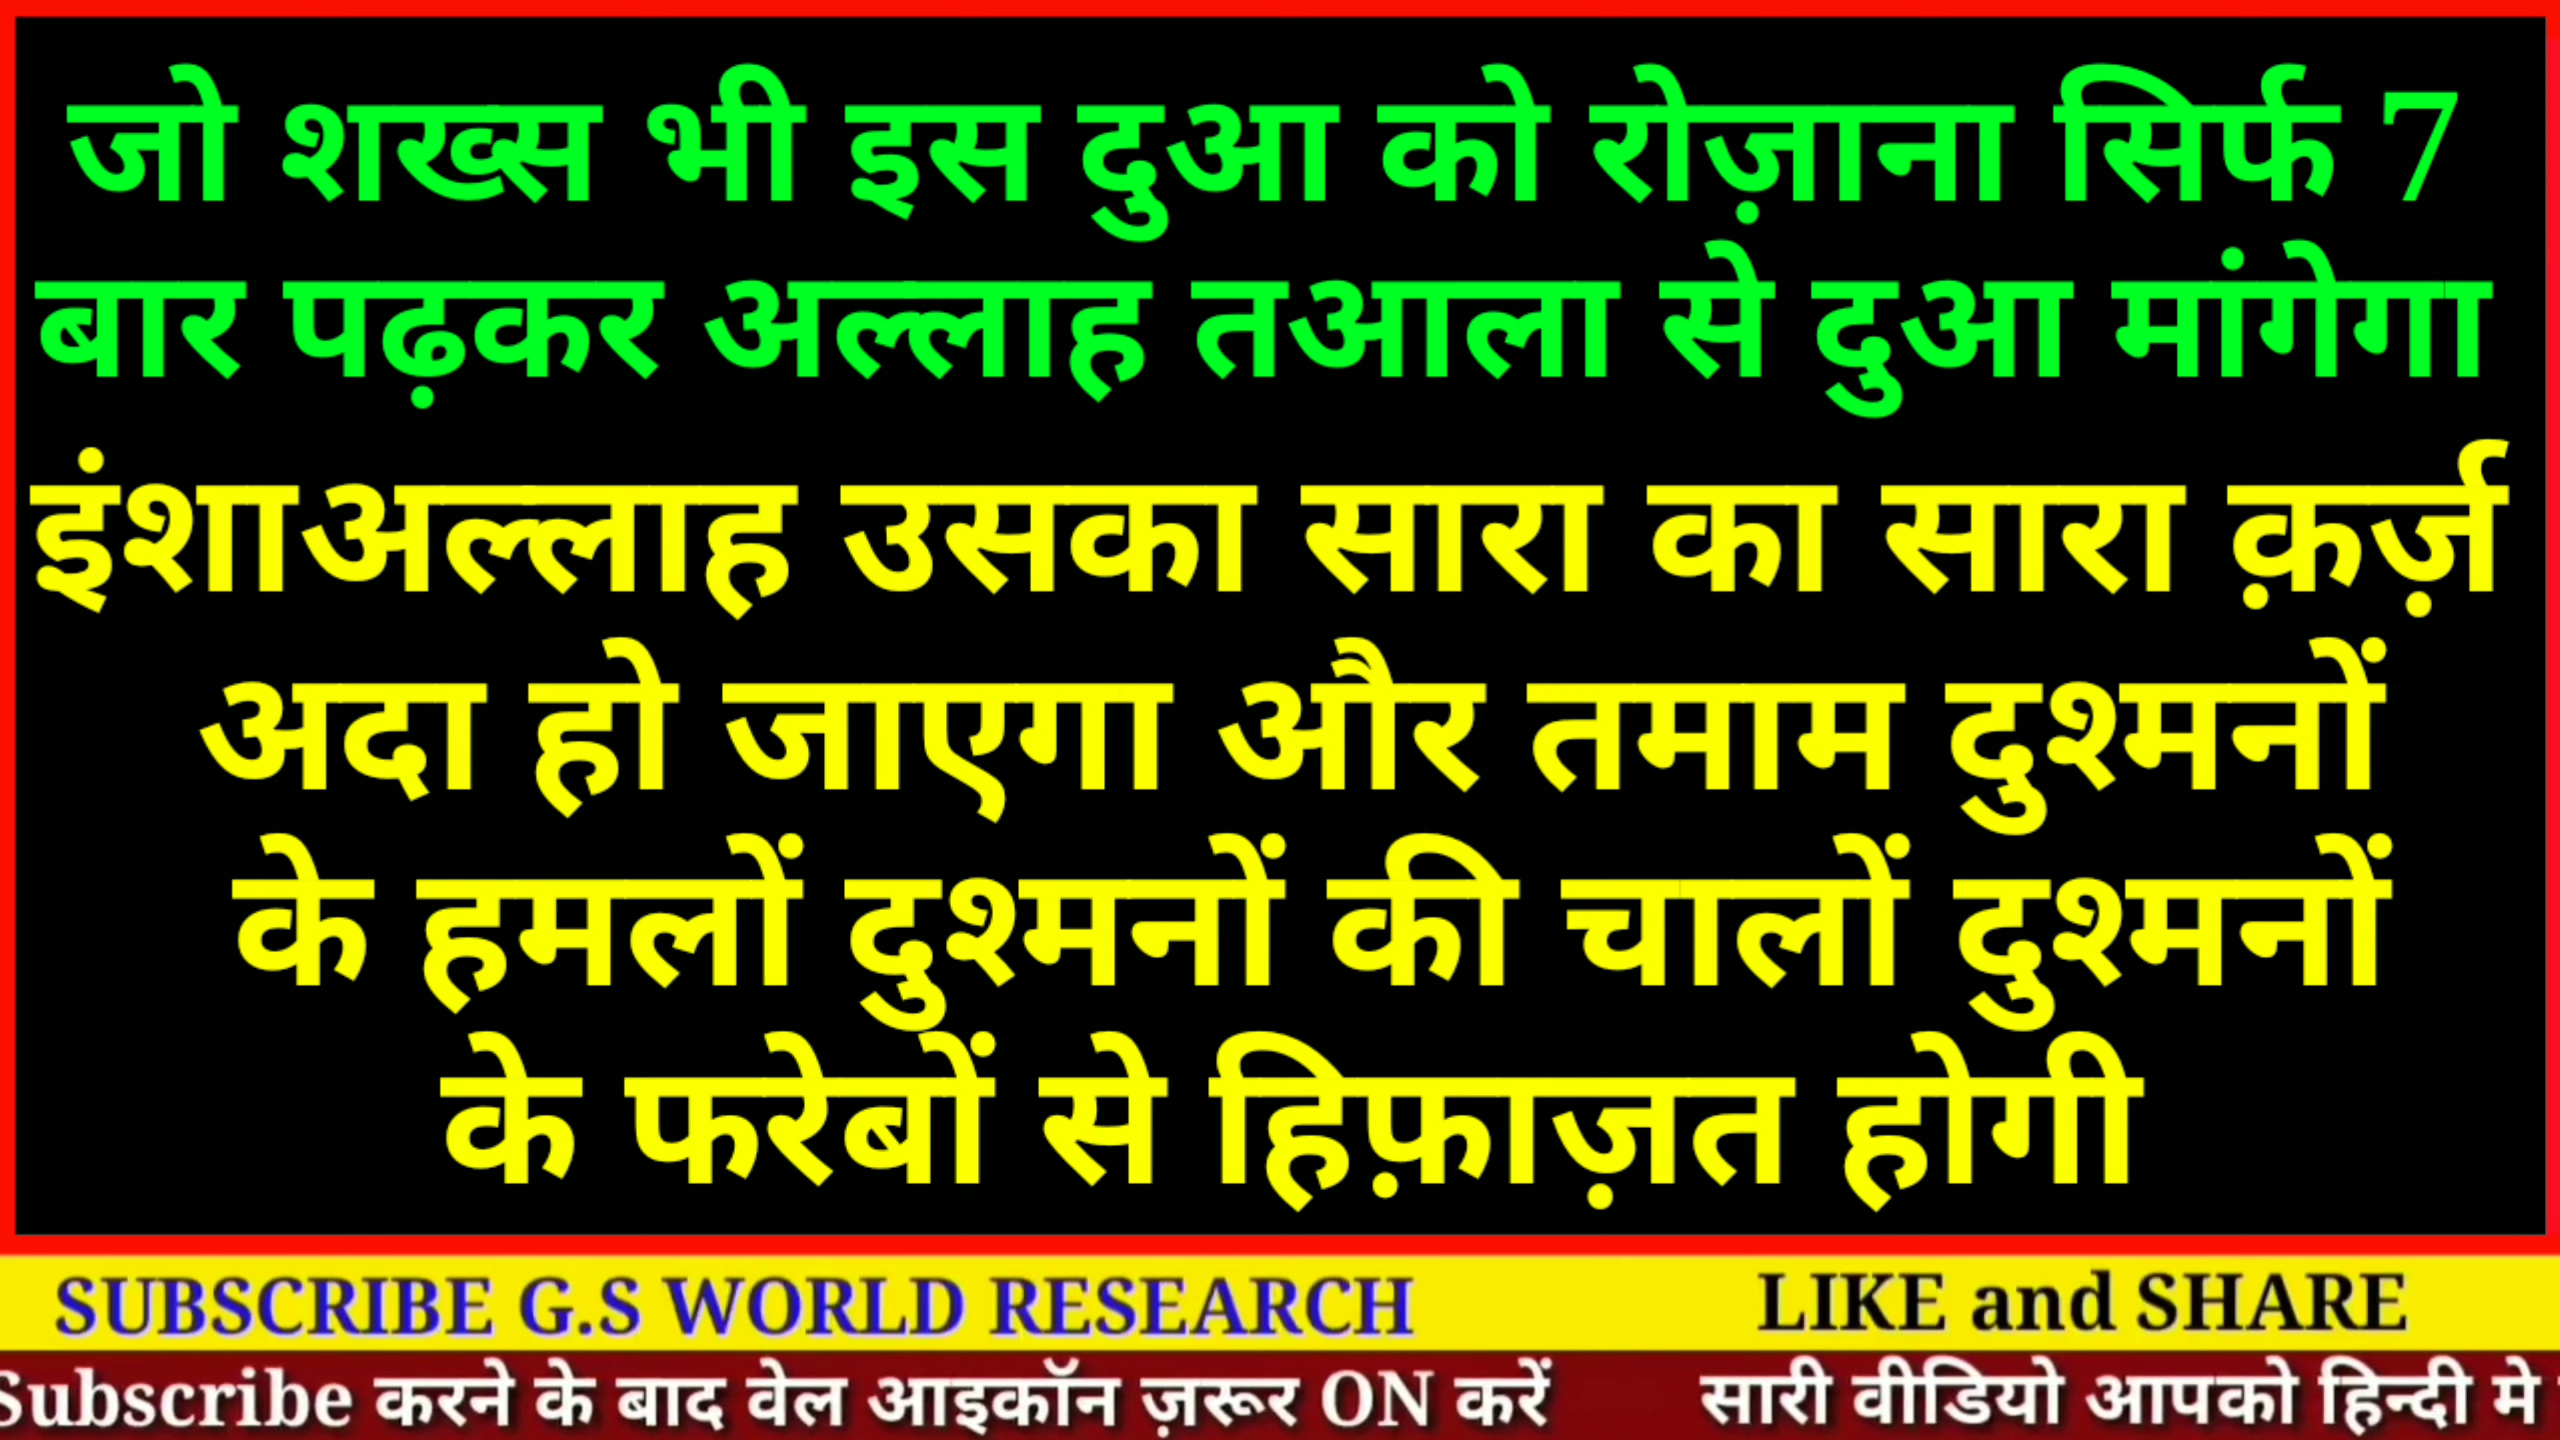 जो शख्स भी इस दुआ को रोज़ाना सिर्फ 7
बार पढ़कर अल्लाह तआला से दुआ मांगेगा
इंशाअल्लाह उसका सारा का सारा क़र्ज़
अदा हो जाएगा और तमाम दुश्मनों
के हमलों दुश्मनों की चालों दुश्मनों
के फरेबों से हिफ़ाज़त होगी
SUBSCRIBE G.S WORLD RESEARCH LIKE and SHARE
Subscribe करने के बाद वेल आइकॉन ज़रूर ON करें सारी वीडियो आपको हिन्दी मे